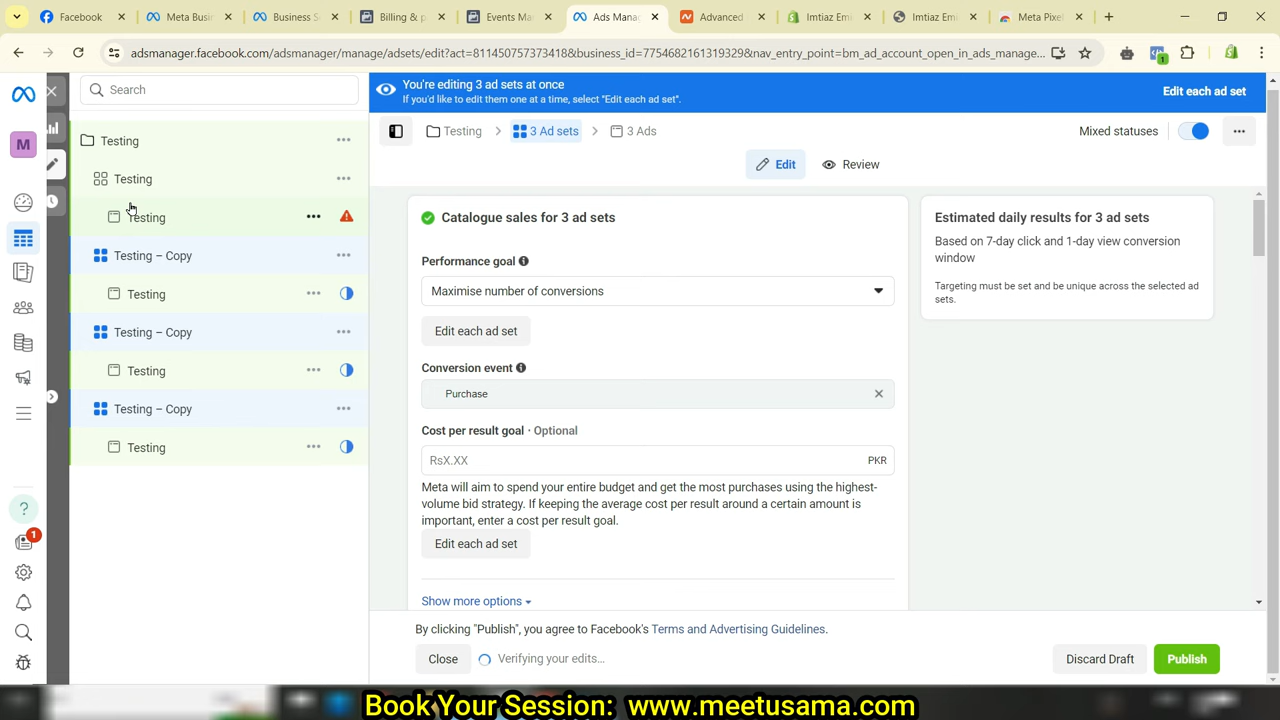 Facebook
Meta Busi
Business S
Billing & p
Events Ma
Ads Mana
Advanced
Imtiaz Emi
Imtiaz Emi
Meta Pixel
adsmanager.facebook.com/adsmanager/manage/adsets/edit?act=811450757373418&business_id=775468216131932​9&nav_entry_point=bm_ad_account_open_in_ads_manage...
1
Search
M
Testing
Testing
Testing
Testing – Copy
Testing
Testing – Copy
Testing
Testing – Copy
Testing
?
1
You're editing 3 ad sets at once
If you'd like to edit them one at a time, select "Edit each ad set".
Edit each ad set
Testing
3 Ad sets
3 Ads
Mixed statuses
Edit
Review
Catalogue sales for 3 ad sets
Performance goal
Maximise number of conversions
Edit each ad set
Conversion event
Purchase
Cost per result goal · Optional
RsX.XX
PKR
Meta will aim to spend your entire budget and get the most purchases using the highest-
volume bid strategy. If keeping the average cost per result around a certain amount is
important, enter a cost per result goal.
Edit each ad set
Show more options
Estimated daily results for 3 ad sets
Based on 7-day click and 1-day view conversion
window
Targeting must be set and be unique across the selected ad
sets.
By clicking "Publish", you agree to Facebook's Terms and Advertising Guidelines.
Close
Verifying your edits...
Discard Draft
Publish
Book Your Session: www.meetusama.com